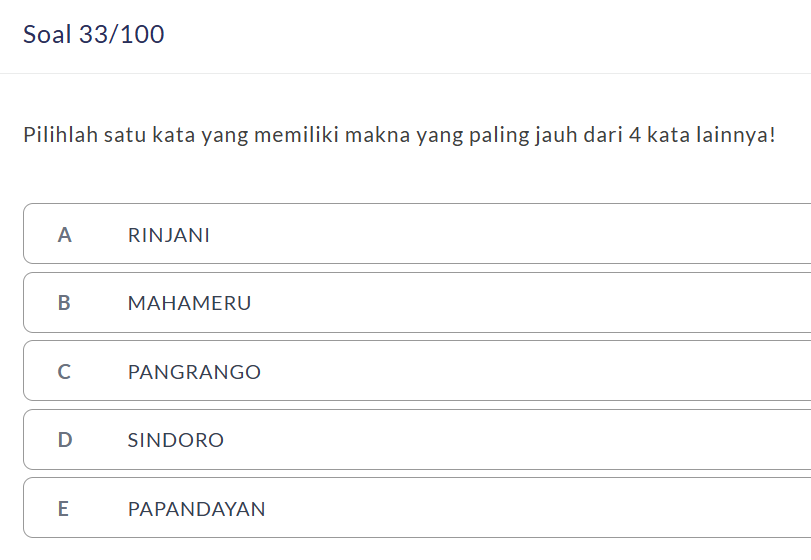 Soal 33/100
Pilihlah satu kata yang memiliki makna yang paling jauh dari 4 kata lainnya!
A RINJANI
B MAHAMERU
C PANGRANGO
D SINDORO
E PAPANDAYAN